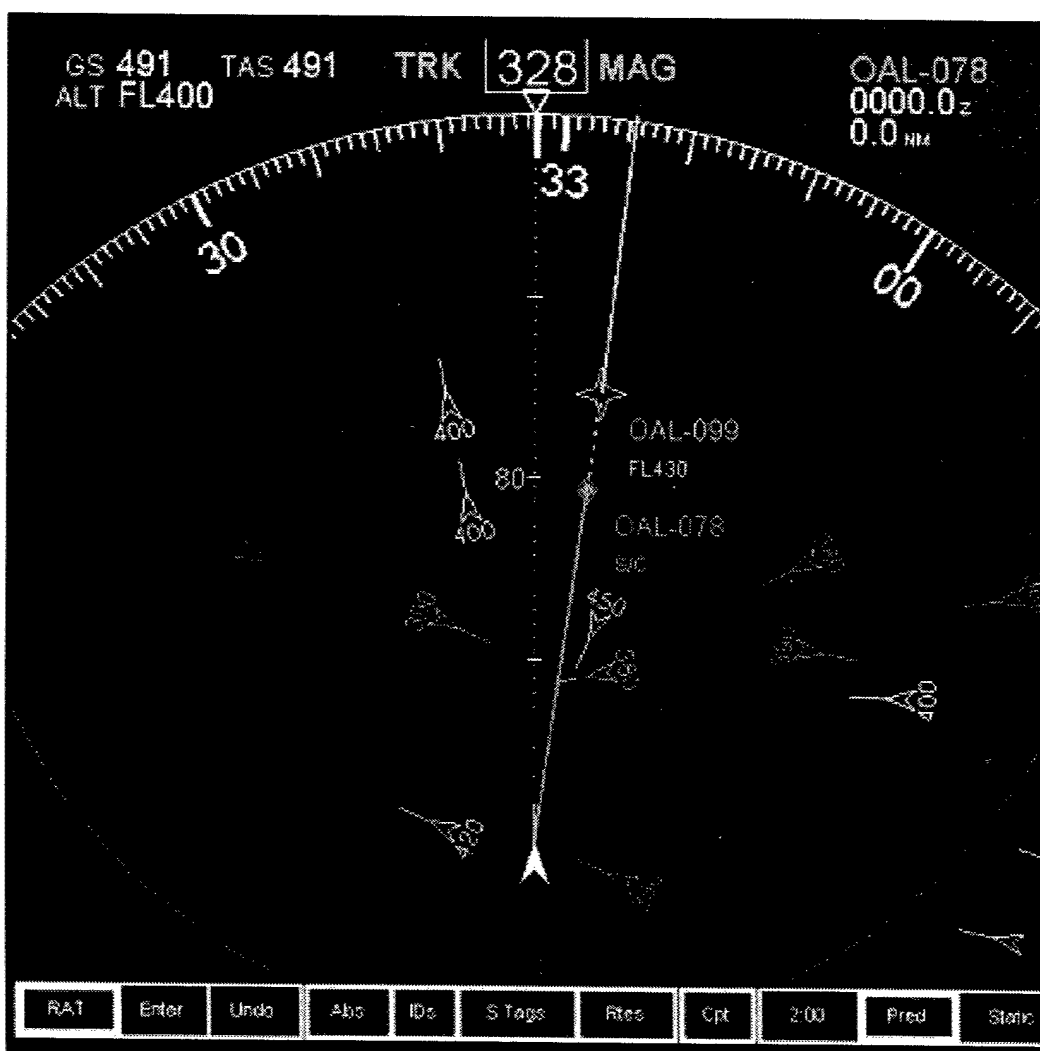 GS 491 TAS 491 TRK 328 MAG OAL-078
ALT FL400 0000.0z
0.0 NM
33
30
00
400
OAL-099
80
FL430
400
OAL-078
S/C
450
400
RAT Enter Undo Abs IDs S Tags Rtes Cpt 2:00 Pred Static